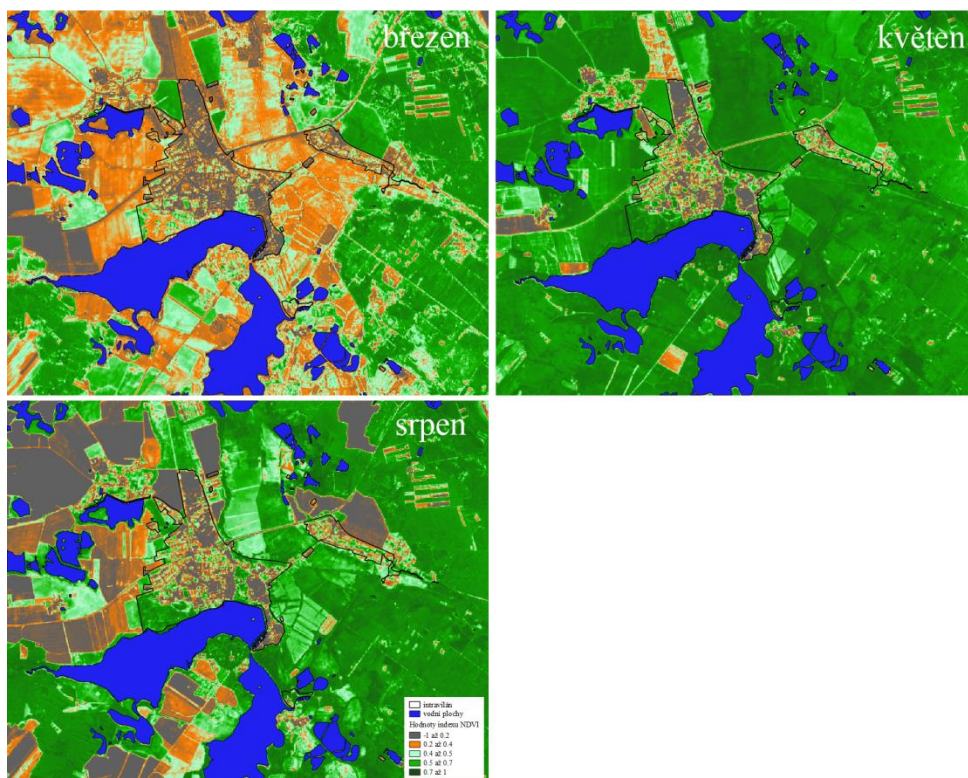 březen
květen
srpen
intravilán
vodní plochy
Hodnoty indexu NDVI
-1 až 0.2
0.2 až 0.4
0.4 až 0.5
0.5 až 0.7
0.7 až 1